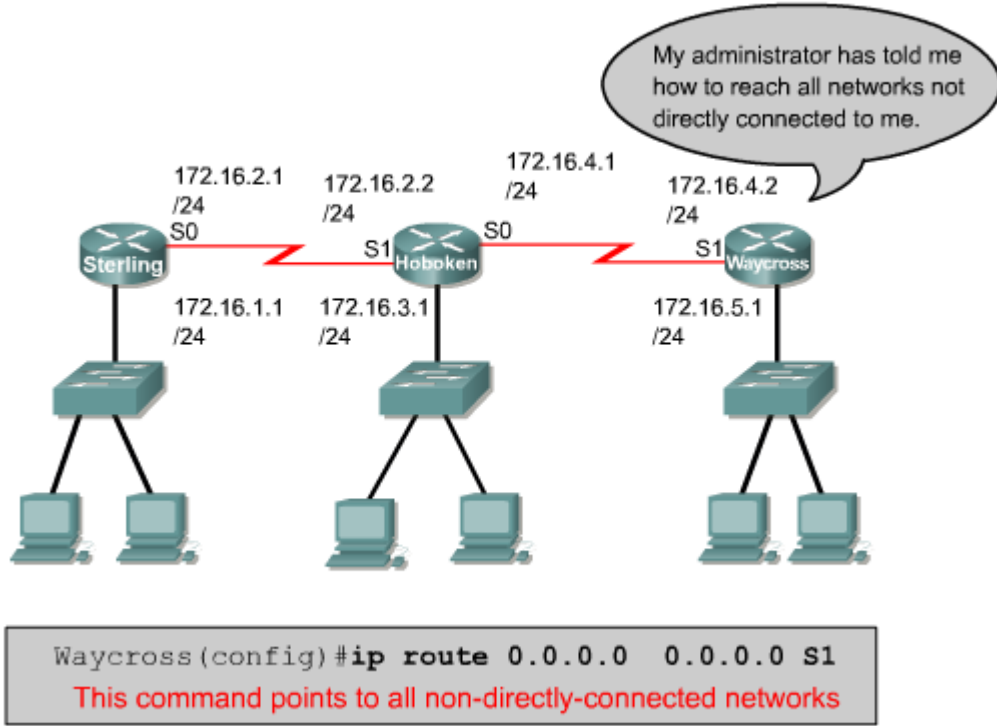 My administrator has told me
how to reach all networks not
directly connected to me.
172.16.2.1
/24
172.16.2.2
/24
172.16.4.1
/24
172.16.4.2
/24
S0
S1
S0
S1
Sterling
Hoboken
Waycross
172.16.1.1
/24
172.16.3.1
/24
172.16.5.1
/24
Waycross(config)#ip route 0.0.0.0 0.0.0.0 S1
This command points to all non-directly-connected networks